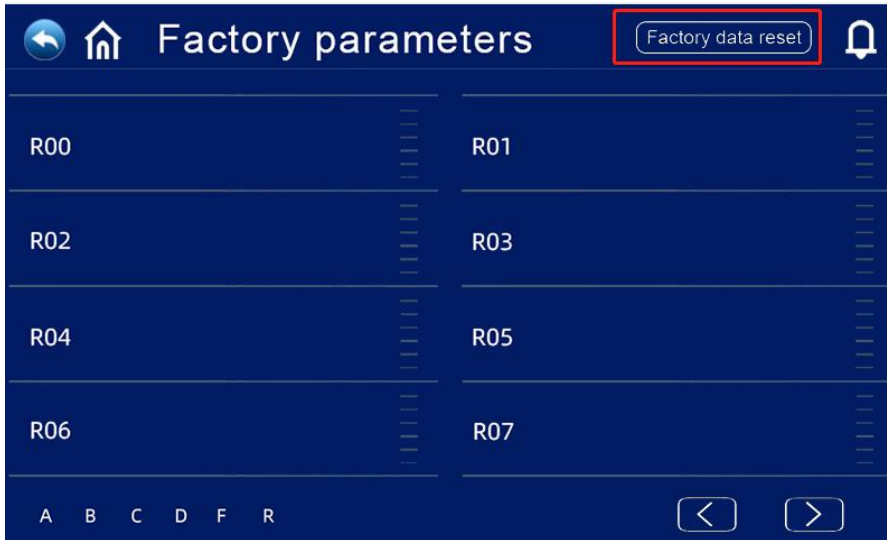 Factory parameters Factory data reset
R00 R01
R02 R03
R04 R05
R06 R07
A B C D F R